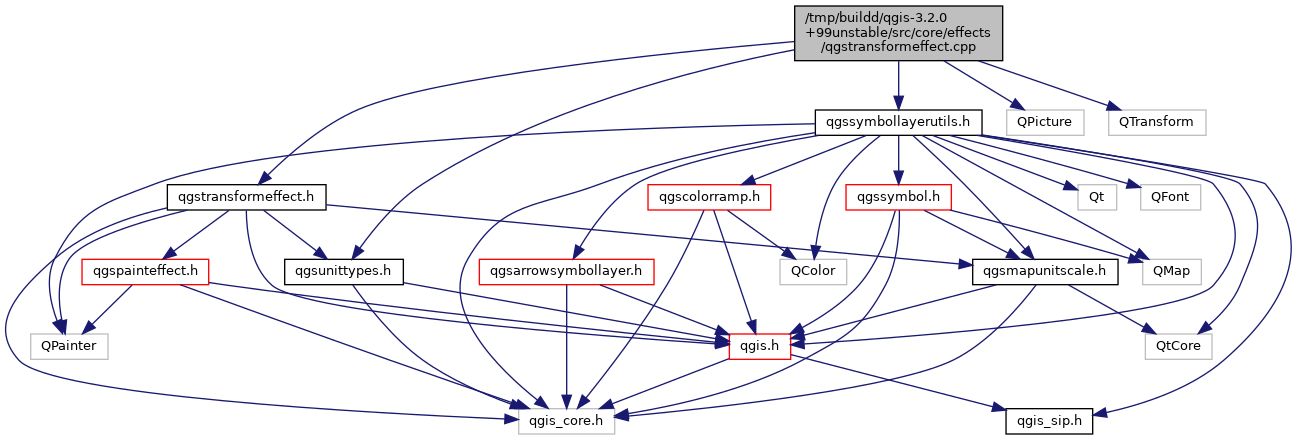 /tmp/buildd/qgis-3.2.0
+99unstable/src/core/effects
/qgstransformeffect.cpp
qgssymbollayerutils.h
QPicture
QTransform
qgstransformeffect.h
qgscolorramp.h
qgssymbol.h
Qt
QFont
qgspainteffect.h
qgsunittypes.h
qgsarrowsymbollayer.h
QColor
qgsmapunitscale.h
QMap
QPainter
qgis.h
QtCore
qgis_core.h
qgis_sip.h